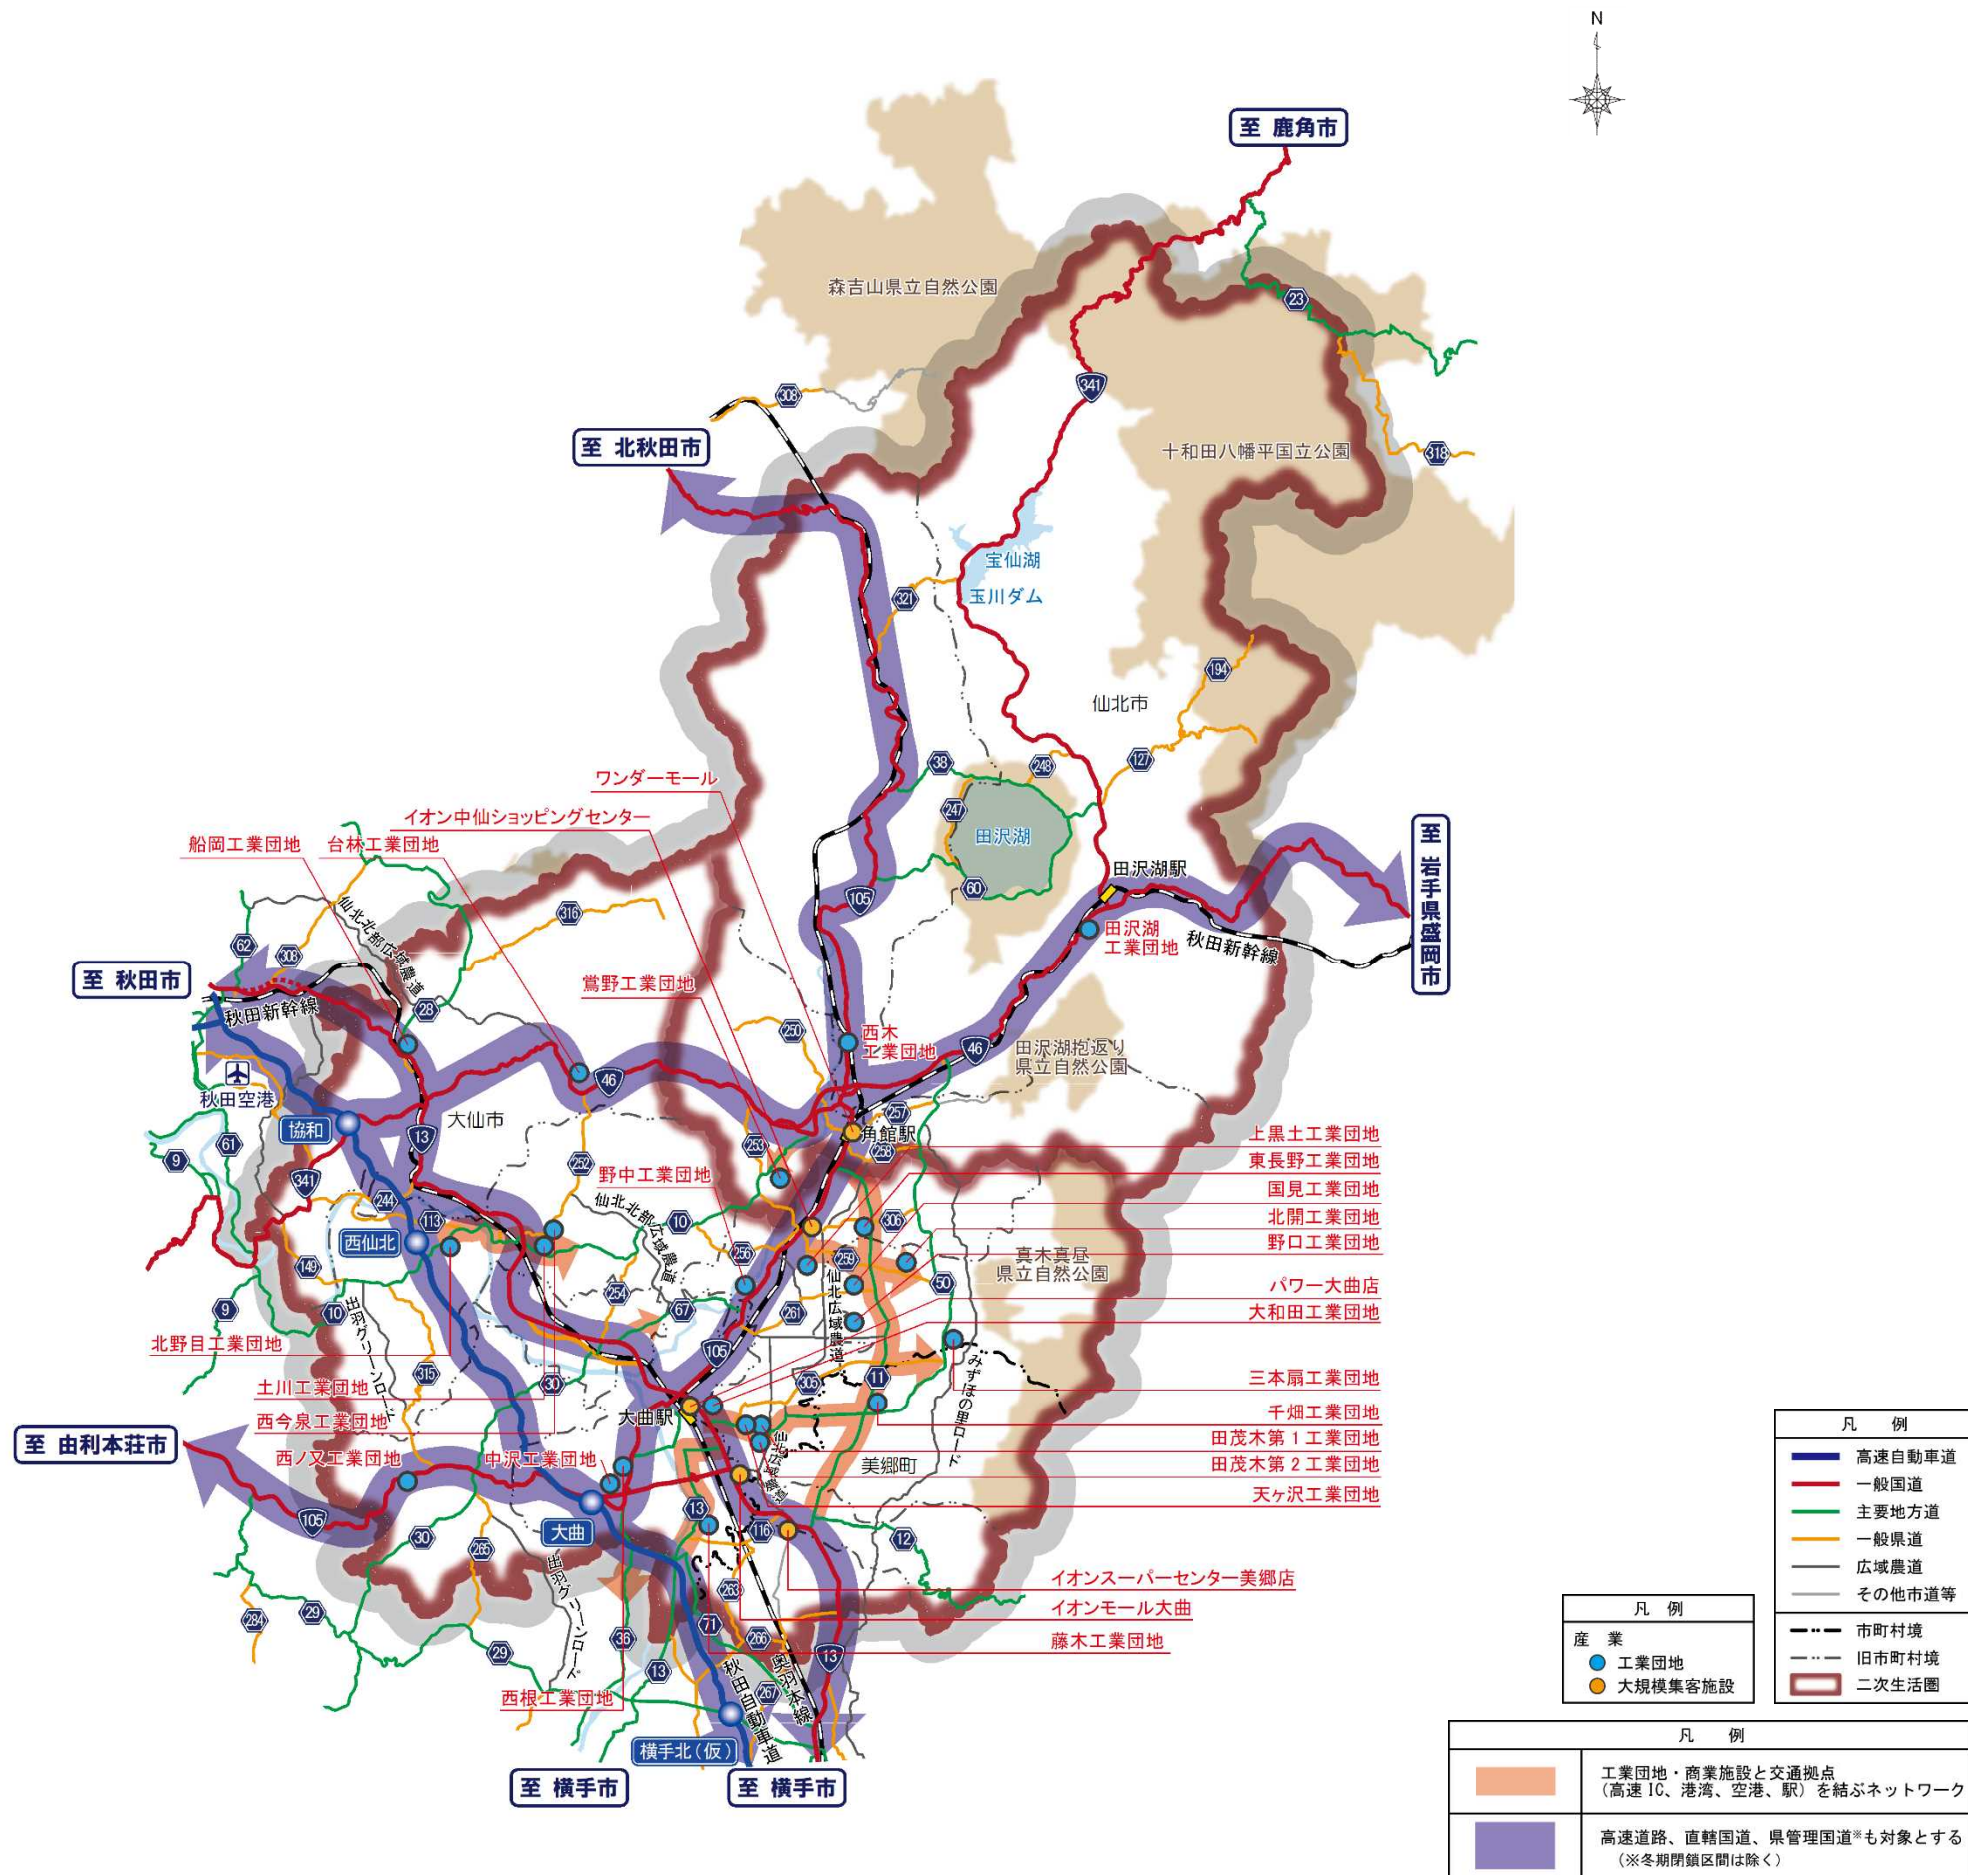 N
至 鹿角市
森吉山県立自然公園
23
341
308
318
至 北秋田市
十和田八幡平国立公園
宝仙湖
玉川ダム
321
194
仙北市
127
248
38
247
田沢湖
60
ワンダーモール
イオン中仙ショッピングセンター
船岡工業団地
台林工業団地
至 岩手県盛岡市
田沢湖駅
105
田沢湖
工業団地
秋田新幹線
316
仙北北部広域農道
62
308
至 秋田市
秋田新幹線
28
鴬野工業団地
250
西木
工業団地
46
田沢湖抱返り
県立自然公園
46
秋田空港
大仙市
協和
13
61
9
341
257
角館駅
258
253
252
上黒土工業団地
東長野工業団地
国見工業団地
北開工業団地
野口工業団地
パワー大曲店
大和田工業団地
三本扇工業団地
千畑工業団地
田茂木第1工業団地
田茂木第2工業団地
天ヶ沢工業団地
野中工業団地
仙北北部広域農道
10
306
244
113
西仙北
149
256
259
仙北広域農道
真木真昼
県立自然公園
50
9
10
出羽グリーンロード
254
67
261
北野目工業団地
315
30
105
305
11
みずほの里ロード
土川工業団地
西今泉工業団地
大曲駅
至 由利本荘市
西ノ又工業団地
中沢工業団地
仙北広域農道
美郷町
105
30
265
大曲
13
116
12
出羽グリーンロード
284
29
29
36
13
263
71
266
13
267
イオンスーパーセンター美郷店
イオンモール大曲
藤木工業団地
西根工業団地
秋田自動車道
奥羽本線
横手北(仮)
至 横手市
至 横手市
凡 例
高速自動車道
一般国道
主要地方道
一般県道
広域農道
その他市道等
市町村境
旧市町村境
二次生活圏
凡 例
産 業
工業団地
大規模集客施設
凡 例
工業団地・商業施設と交通拠点
(高速IC、港湾、空港、駅)を結ぶネットワーク
高速道路、直轄国道、県管理国道※も対象とする
(※冬期閉鎖区間は除く)